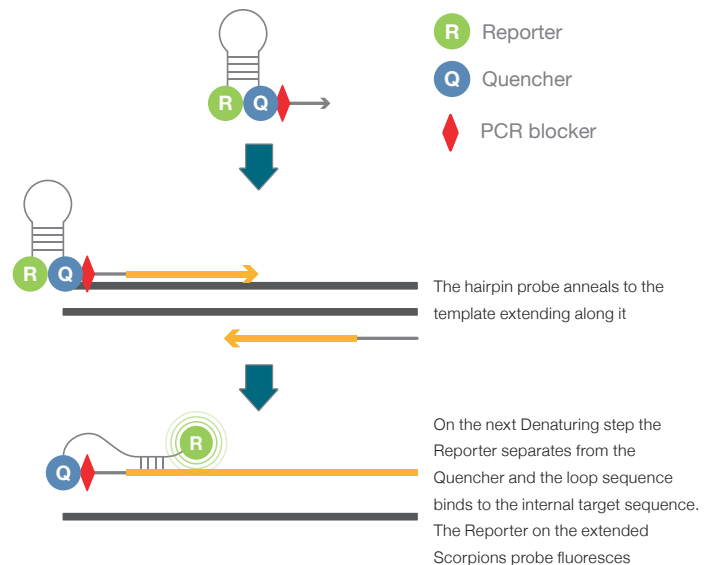 R Reporter
Q Quencher
PCR blocker
R Q
R Q
The hairpin probe anneals to the
template extending along it
On the next Denaturing step the
Reporter separates from the
Quencher and the loop sequence
binds to the internal target sequence.
The Reporter on the extended
Scorpions probe fluoresces
R
Q